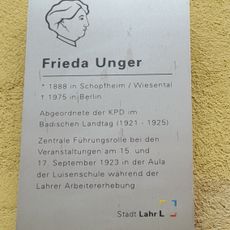 Frieda Unger
* 1888 in Schopfheim / Wiesental
† 1975 in Berlin
Abgeordnete der KPD im
Badischen Landtag (1921 - 1925)
Zentrale Führungsrolle bei den
Veranstaltungen am 15. und
17. September 1923 in der Aula
der Luisenschule während der
Lahrer Arbeitererhebung
Stadt Lahr L